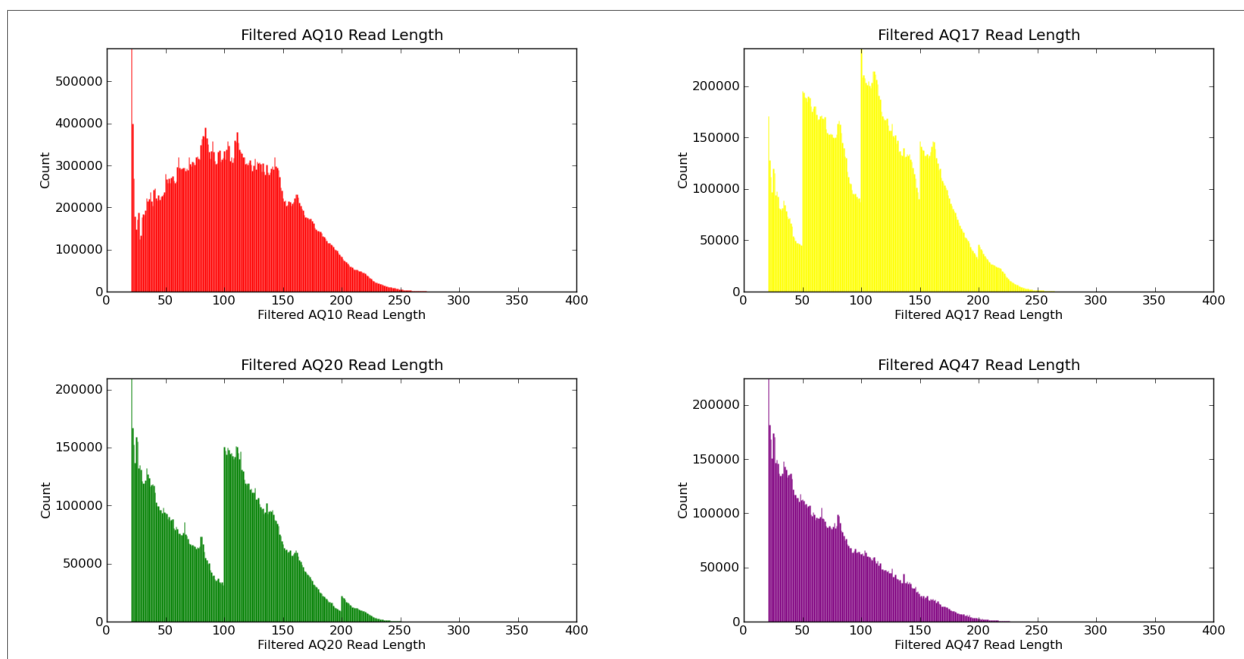 Filtered AQ10 Read Length
Count
500000
400000
300000
200000
100000
0
0 50 100 150 200 250 300 350 400
Filtered AQ10 Read Length
Filtered AQ17 Read Length
Count
200000
150000
100000
50000
0
0 50 100 150 200 250 300 350 400
Filtered AQ17 Read Length
Filtered AQ20 Read Length
Count
200000
150000
100000
50000
0
0 50 100 150 200 250 300 350 400
Filtered AQ20 Read Length
Filtered AQ47 Read Length
Count
200000
150000
100000
50000
0
0 50 100 150 200 250 300 350 400
Filtered AQ47 Read Length